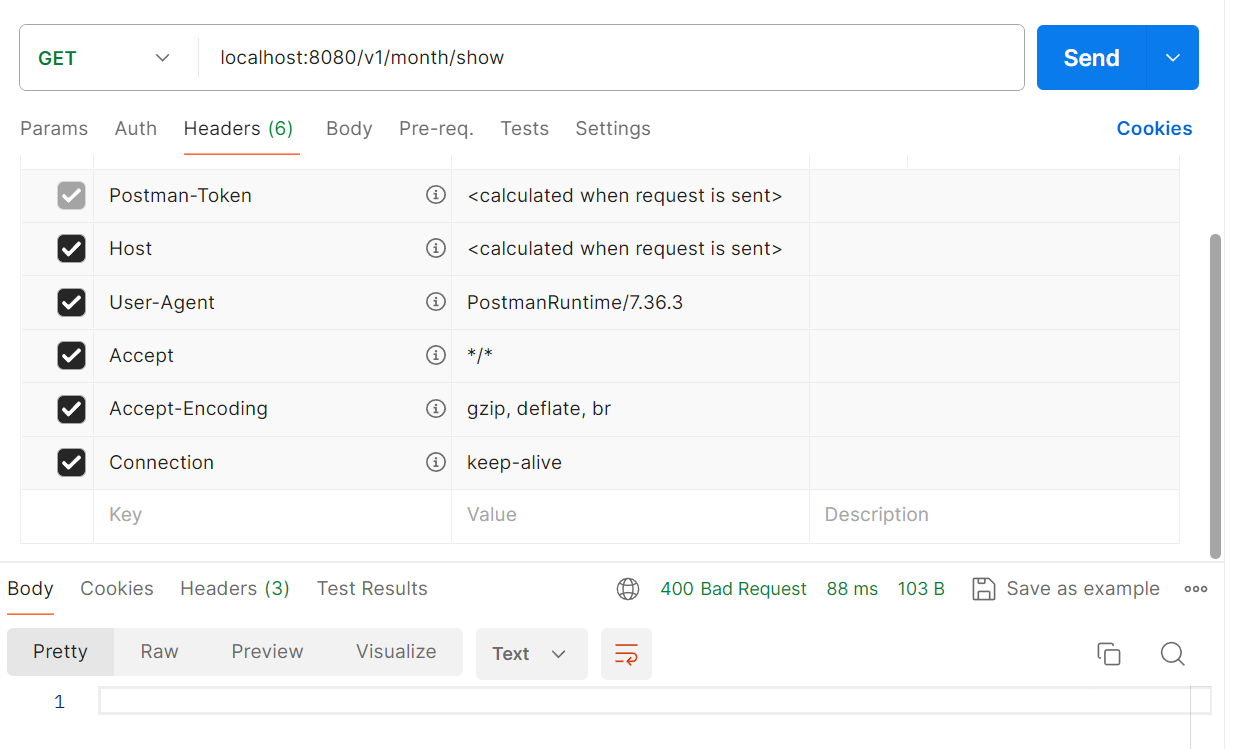 GET localhost:8080/v1/month/show Send
Params Auth Headers (6) Body Pre-req. Tests Settings Cookies
Postman-Token <calculated when request is sent>
Host <calculated when request is sent>
User-Agent PostmanRuntime/7.36.3
Accept */*
Accept-Encoding gzip, deflate, br
Connection keep-alive
Key Value Description
Body Cookies Headers (3) Test Results 400 Bad Request 88 ms 103 B Save as example
Pretty Raw Preview Visualize Text
1